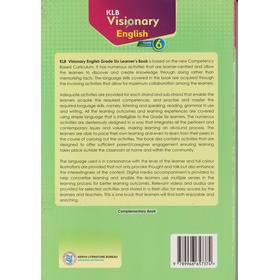 KLB
Visionary
English
6
KLB Visionary English Grade Six Learner's Book is based on the new Competency
Based Curriculum. It has numerous activities that are learner-centred and allow
the learners to discover and create knowledge through doing rather than
memorising facts. The language skills covered in the book are acquired through
the involving activities that allow for maximum collaboration among the learners.
Adequate activities are provided for each strand and sub-strand that enable the
learners acquire the required competencies, and practise and master the
required language skills, namely, listening and speaking, reading, grammar in use
and writing. All the learning outcomes and learning experiences are covered
using simple language that is intelligible to the Grade Six learners. The numerous
activities are deliberately designed in a way that integrates all the pertinent and
contemporary issues and values, making learning an all-round process. The
learners are able to place their own learning and even to learn from their peers in
the course of carrying out the activities. The book also contains activities that are
designed to offer sufficient parent/caregiver engagement ensuring learning
takes place outside the classroom at home and within the community.
The language used is in consonance with the level of the learner and full colour
illustrations are provided that not only provoke thought but also enhance
the interestingness of the content. Digital media accompaniment is provided to
help concretise learning and enable the learners use multiple senses in the
learning process for better learning outcomes. Relevant videos and audios are
provided for selected activities and stored in a flash disk for easy access by the
learners and teachers. This is one book that learners will find both enjoyable and
enriching.
Complementary Book
KENYA LITERATURE BUREAU
9 789966 657374